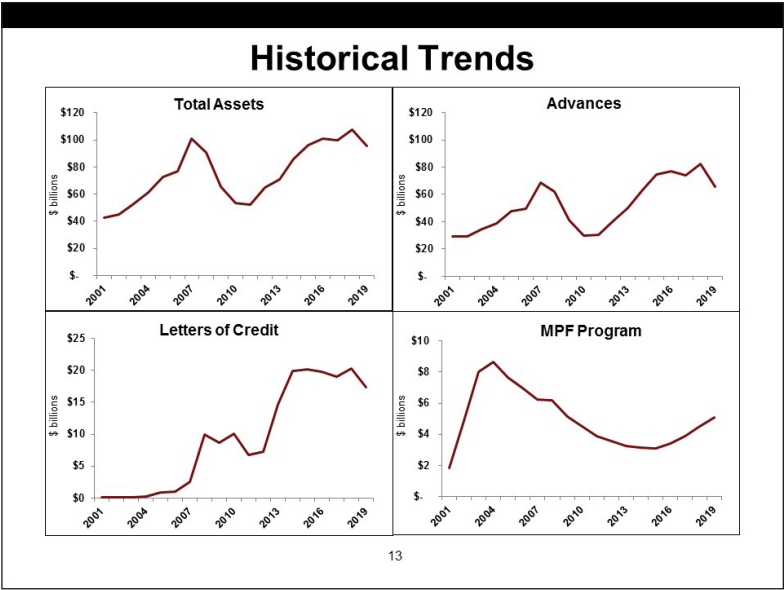 Historical Trends
Total Assets
$120
$100
$80
$60
$40
$20
$-
$ billions
2001 2004 2007 2010 2013 2016 2019
Advances
$120
$100
$80
$60
$40
$20
$-
$ billions
2001 2004 2007 2010 2013 2016 2019
Letters of Credit
$25
$20
$15
$10
$5
$0
$ billions
2001 2004 2007 2010 2013 2016 2019
MPF Program
$10
$8
$6
$4
$2
$-
$ billions
2001 2004 2007 2010 2013 2016 2019
13